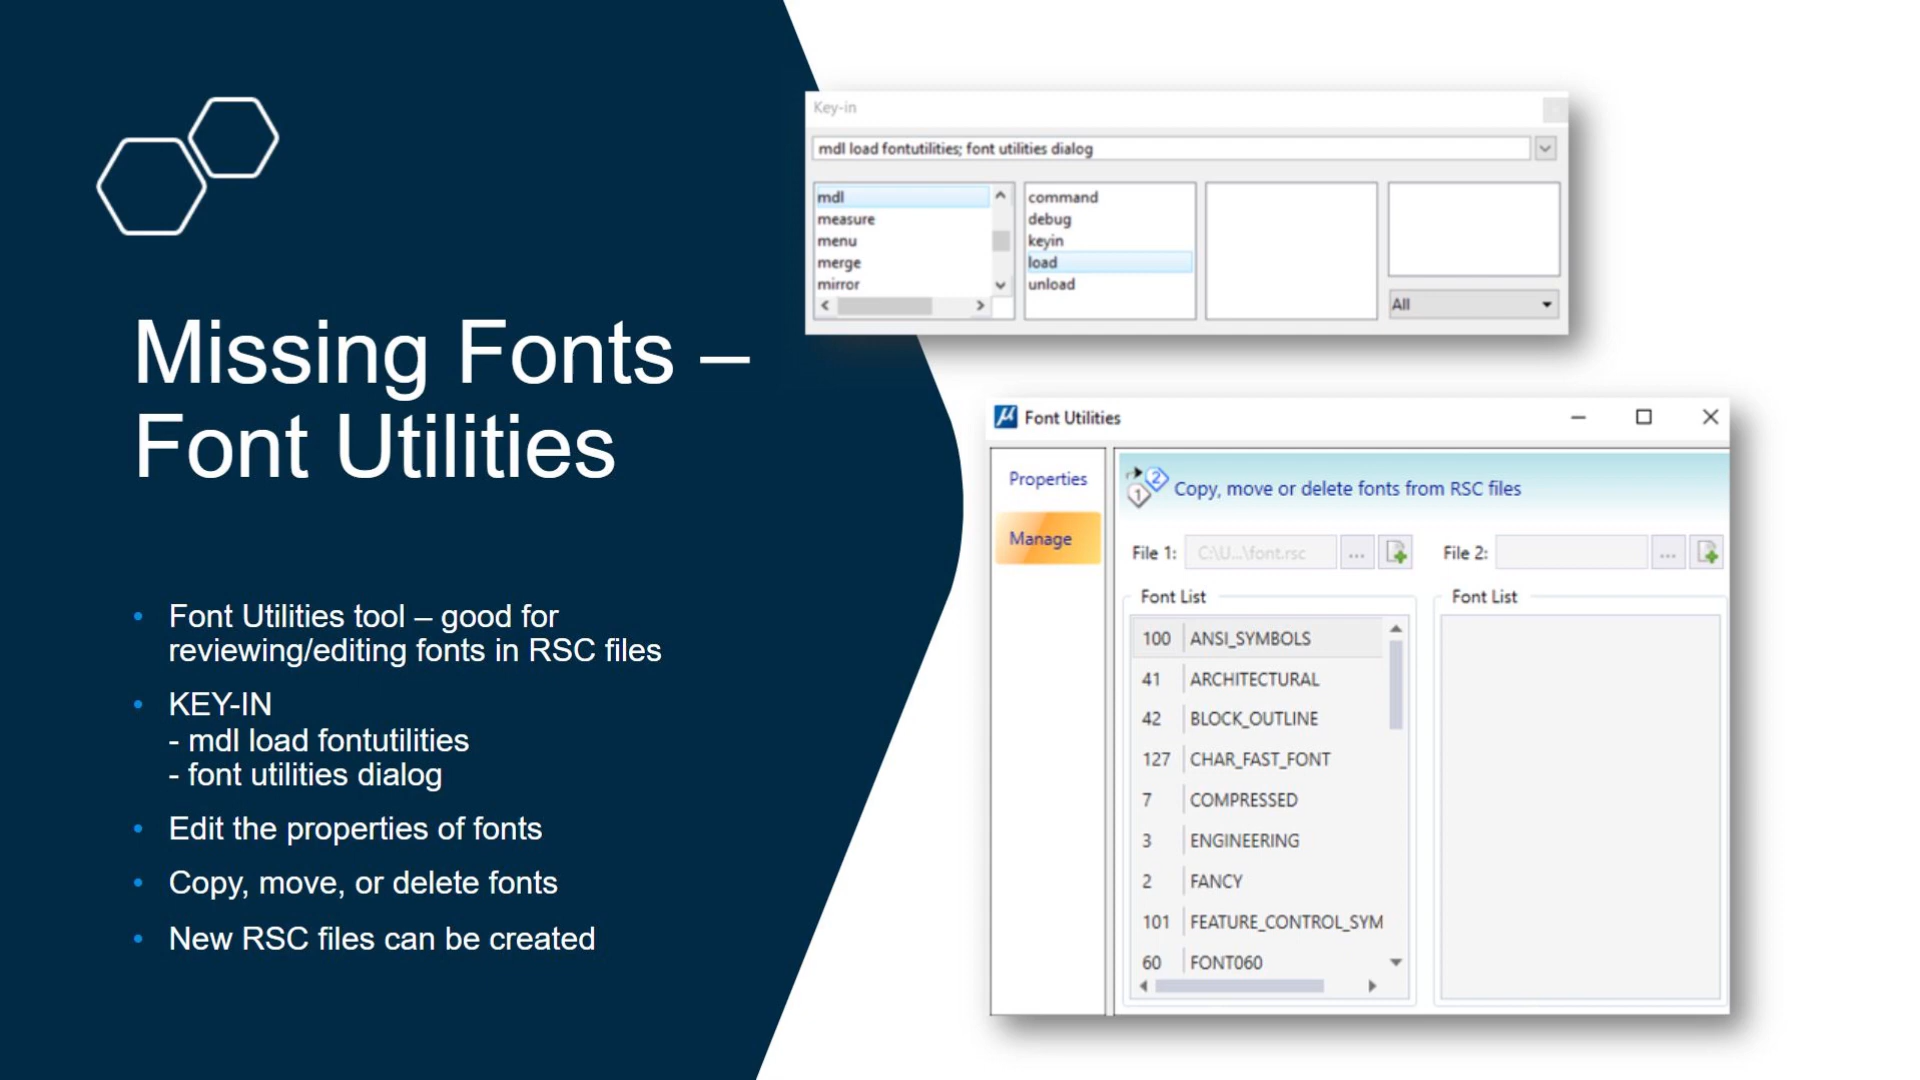 Missing Fonts –
Font Utilities
• Font Utilities tool – good for
reviewing/editing fonts in RSC files
• KEY-IN
- mdl load fontutilities
- font utilities dialog
• Edit the properties of fonts
• Copy, move, or delete fonts
• New RSC files can be created
Key-in
mdl load fontutilities; font utilities dialog
mdl
measure
menu
merge
mirror
command
debug
keyin
load
unload
All
Font Utilities
Properties
Manage
1 2 Copy, move or delete fonts from RSC files
File 1: C:\U...\font.rsc ... File 2: ...
Font List
100 ANSI_SYMBOLS
41 ARCHITECTURAL
42 BLOCK_OUTLINE
127 CHAR_FAST_FONT
7 COMPRESSED
3 ENGINEERING
2 FANCY
101 FEATURE_CONTROL_SYM
60 FONT060
Font List